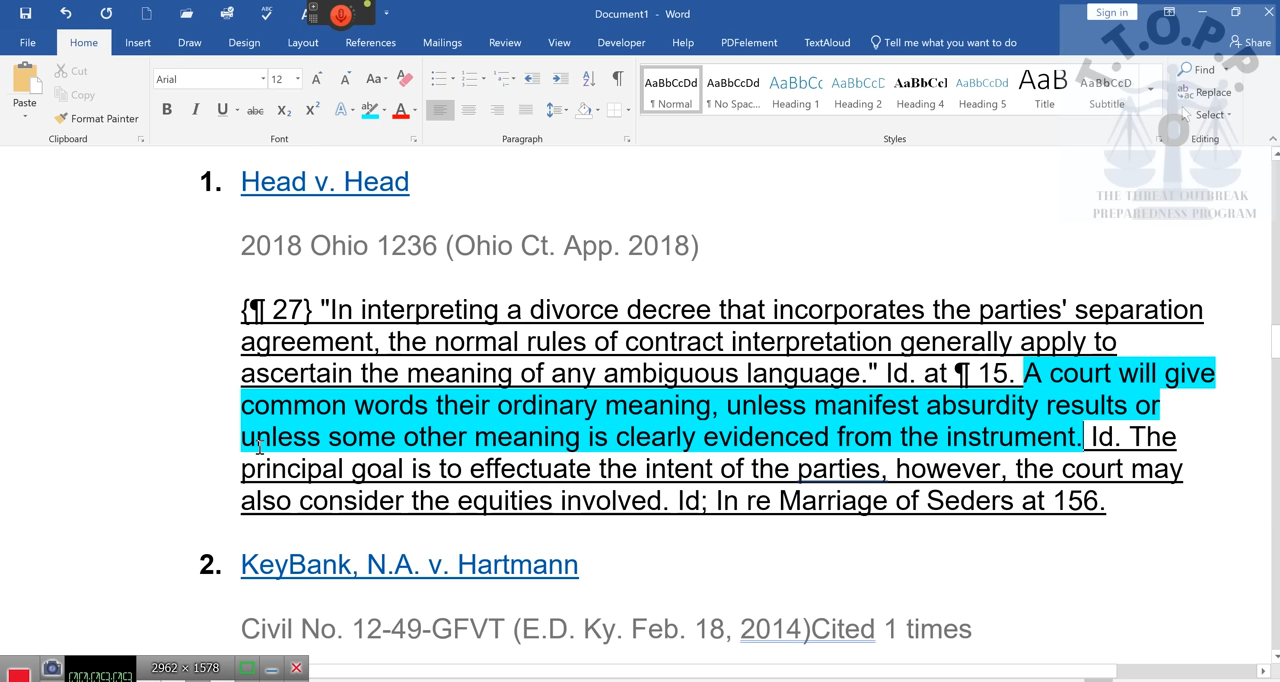 Document1 - Word
Sign in
File Home Insert Draw Design Layout References Mailings Review View Developer Help PDFelement TextAloud Tell me what you want to do Share
T.O.P.P.O
Paste
Cut
Copy
Format Painter
Clipboard
Arial 12
Font
Paragraph
AaBbCcDd AaBbCcDd AaBbCc AaBbCcD AaBbCcI AaBbCcDd AaB AaBbCcD
¶ Normal ¶ No Spac... Heading 1 Heading 2 Heading 4 Heading 5 Title Subtitle
Styles
Find
Replace
Select
Editing
THE THREAT OUTBREAK
PREPAREDNESS PROGRAM
1. Head v. Head
2018 Ohio 1236 (Ohio Ct. App. 2018)
{¶ 27} "In interpreting a divorce decree that incorporates the parties' separation
agreement, the normal rules of contract interpretation generally apply to
ascertain the meaning of any ambiguous language." Id. at ¶ 15. A court will give
common words their ordinary meaning, unless manifest absurdity results or
unless some other meaning is clearly evidenced from the instrument. Id. The
principal goal is to effectuate the intent of the parties, however, the court may
also consider the equities involved. Id; In re Marriage of Seders at 156.
2. KeyBank, N.A. v. Hartmann
Civil No. 12-49-GFVT (E.D. Ky. Feb. 18, 2014)Cited 1 times
2962 × 1578